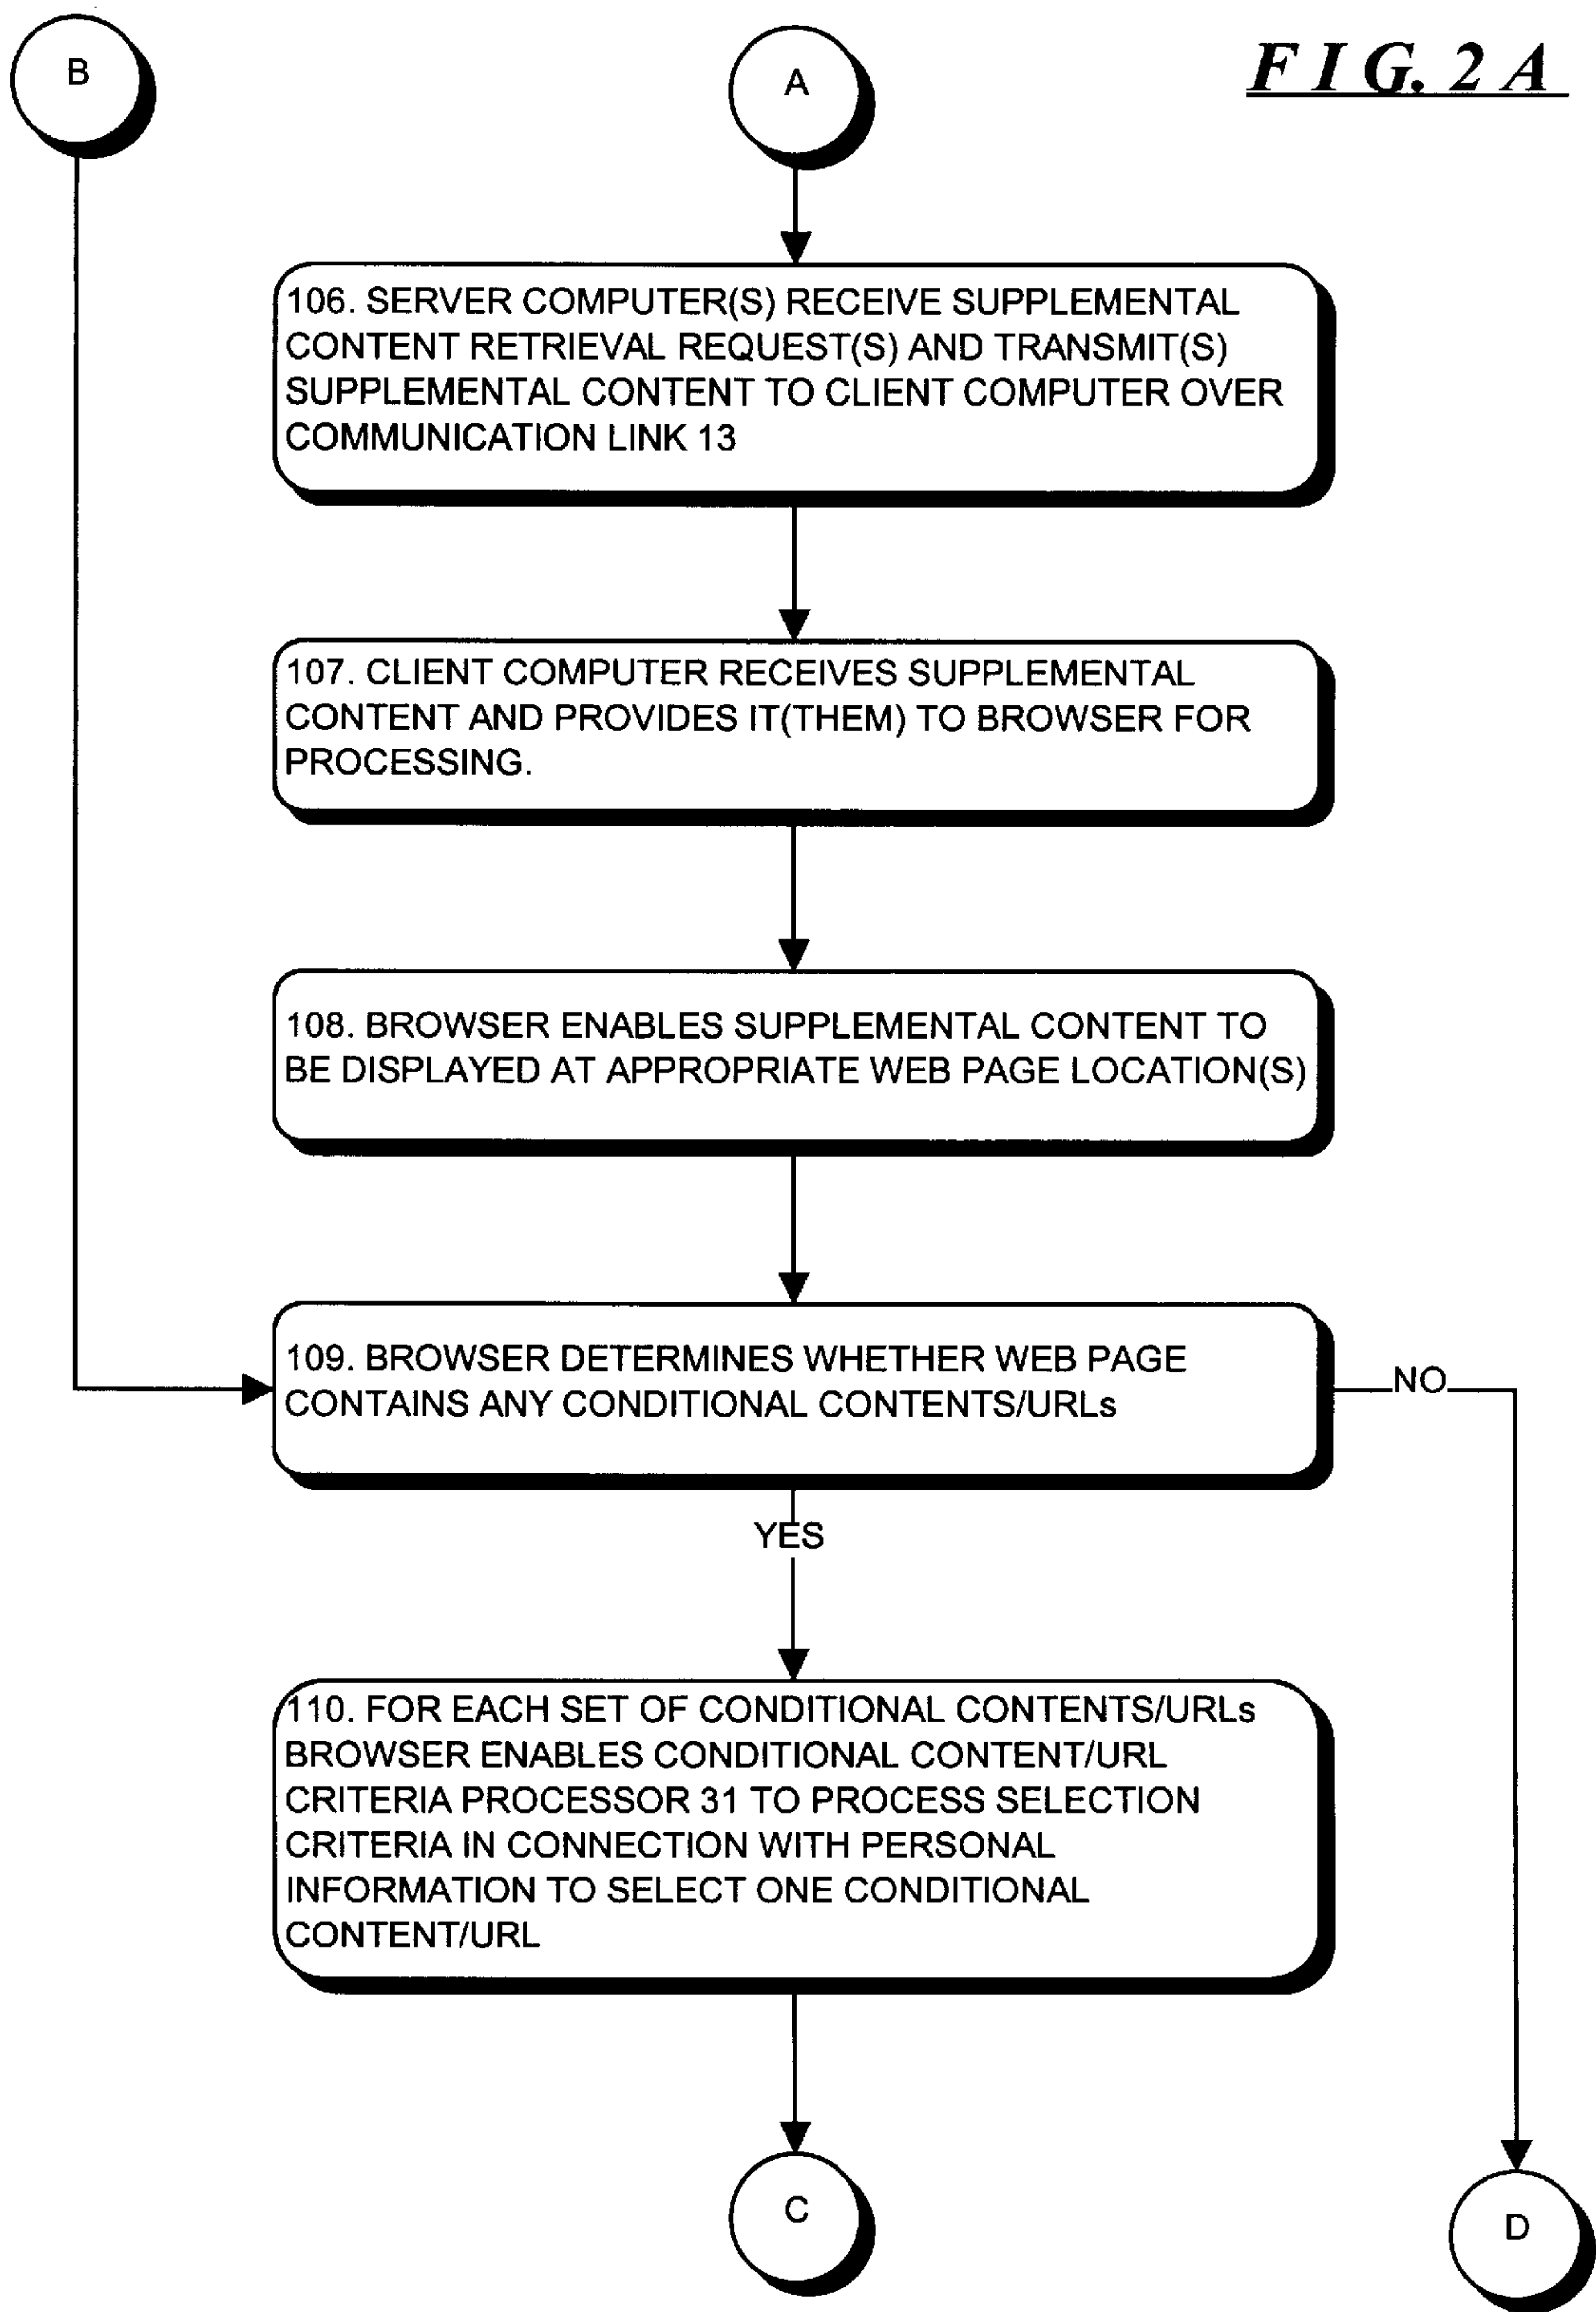 B
A
F I G. 2 A
106. SERVER COMPUTER(S) RECEIVE SUPPLEMENTAL
CONTENT RETRIEVAL REQUEST(S) AND TRANSMIT(S)
SUPPLEMENTAL CONTENT TO CLIENT COMPUTER OVER
COMMUNICATION LINK 13
107. CLIENT COMPUTER RECEIVES SUPPLEMENTAL
CONTENT AND PROVIDES IT(THEM) TO BROWSER FOR
PROCESSING.
108. BROWSER ENABLES SUPPLEMENTAL CONTENT TO
BE DISPLAYED AT APPROPRIATE WEB PAGE LOCATION(S)
109. BROWSER DETERMINES WHETHER WEB PAGE
CONTAINS ANY CONDITIONAL CONTENTS/URLs
NO
YES
110. FOR EACH SET OF CONDITIONAL CONTENTS/URLs
BROWSER ENABLES CONDITIONAL CONTENT/URL
CRITERIA PROCESSOR 31 TO PROCESS SELECTION
CRITERIA IN CONNECTION WITH PERSONAL
INFORMATION TO SELECT ONE CONDITIONAL
CONTENT/URL
C
D